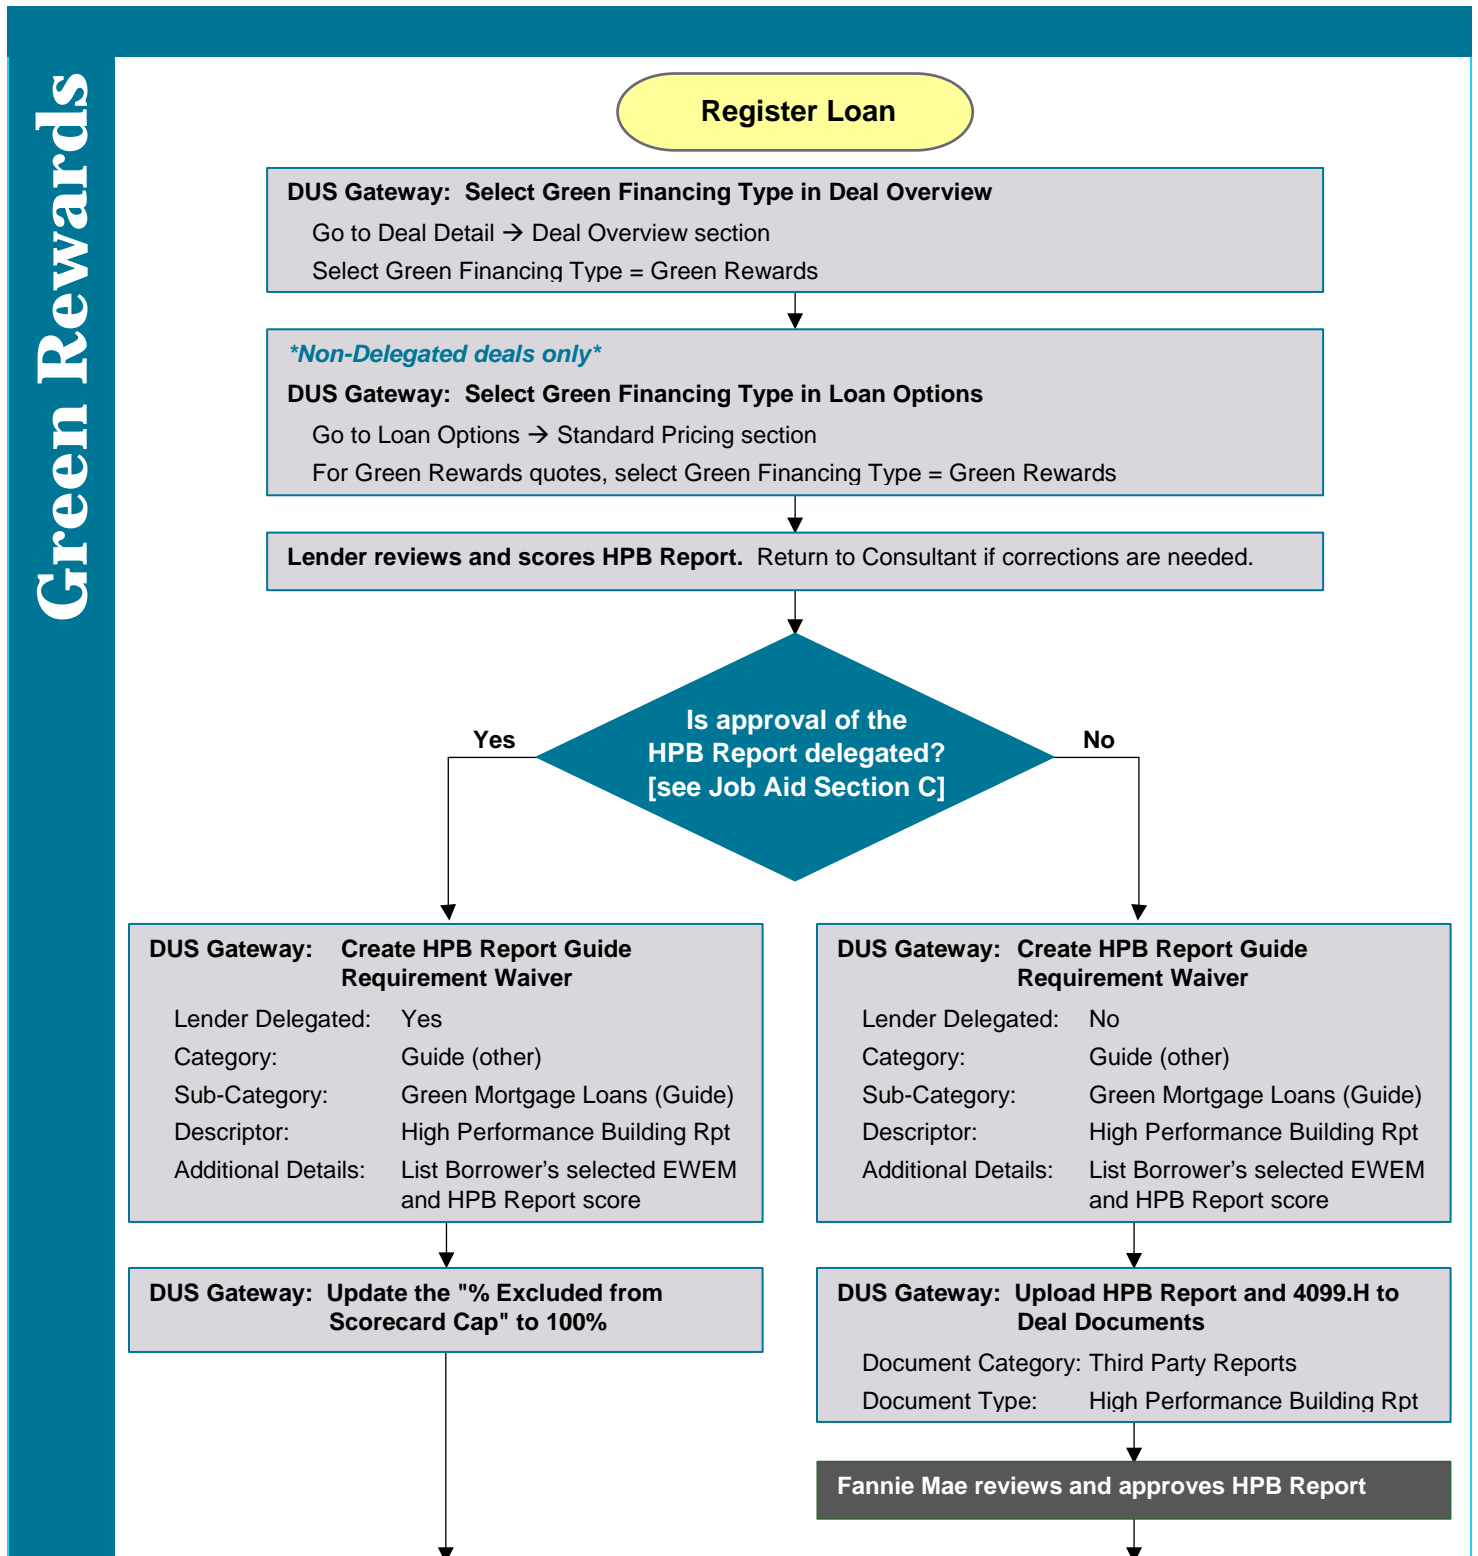 Green Rewards
Register Loan
DUS Gateway:  Select Green Financing Type in Deal Overview
Go to Deal Detail → Deal Overview section
Select Green Financing Type = Green Rewards
*Non-Delegated deals only*
DUS Gateway:  Select Green Financing Type in Loan Options
Go to Loan Options → Standard Pricing section
For Green Rewards quotes, select Green Financing Type = Green Rewards
Lender reviews and scores HPB Report.  Return to Consultant if corrections are needed.
Is approval of the
HPB Report delegated?
[see Job Aid Section C]
Yes
No
DUS Gateway:  Create HPB Report Guide
Requirement Waiver
Lender Delegated:  Yes
Category:  Guide (other)
Sub-Category:  Green Mortgage Loans (Guide)
Descriptor:  High Performance Building Rpt
Additional Details:  List Borrower’s selected EWEM
and HPB Report score
DUS Gateway:  Update the "% Excluded from
Scorecard Cap" to 100%
DUS Gateway:  Create HPB Report Guide
Requirement Waiver
Lender Delegated:  No
Category:  Guide (other)
Sub-Category:  Green Mortgage Loans (Guide)
Descriptor:  High Performance Building Rpt
Additional Details:  List Borrower’s selected EWEM
and HPB Report score
DUS Gateway:  Upload HPB Report and 4099.H to
Deal Documents
Document Category: Third Party Reports
Document Type:  High Performance Building Rpt
Fannie Mae reviews and approves HPB Report